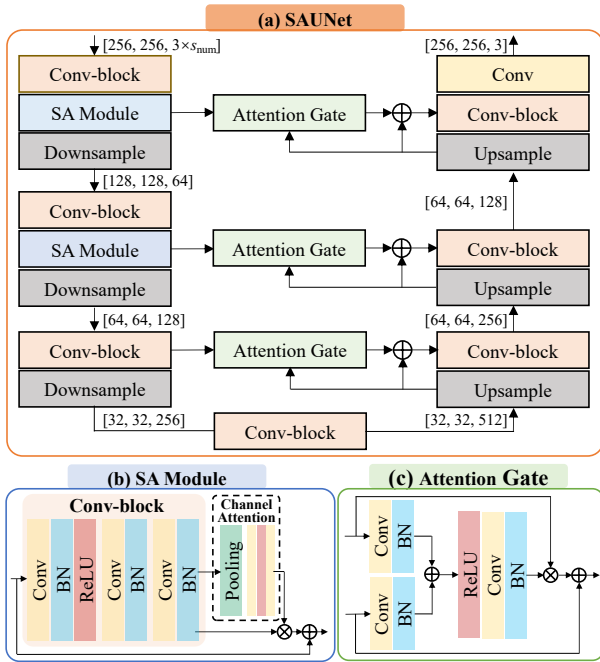 (a) SAUNet
[256, 256, 3×s_num]
[256, 256, 3]
Conv-block
Conv
SA Module
Attention Gate
Conv-block
Downsample
Upsample
[128, 128, 64]
[64, 64, 128]
Conv-block
SA Module
Attention Gate
Conv-block
Downsample
Upsample
[64, 64, 128]
[64, 64, 256]
Conv-block
Attention Gate
Conv-block
Downsample
Upsample
[32, 32, 256]
Conv-block
[32, 32, 512]
(b) SA Module
Conv-block
Channel
Attention
Conv
BN
ReLU
Conv
BN
Conv
BN
Pooling
(c) Attention Gate
Conv
BN
Conv
BN
ReLU
Conv
BN